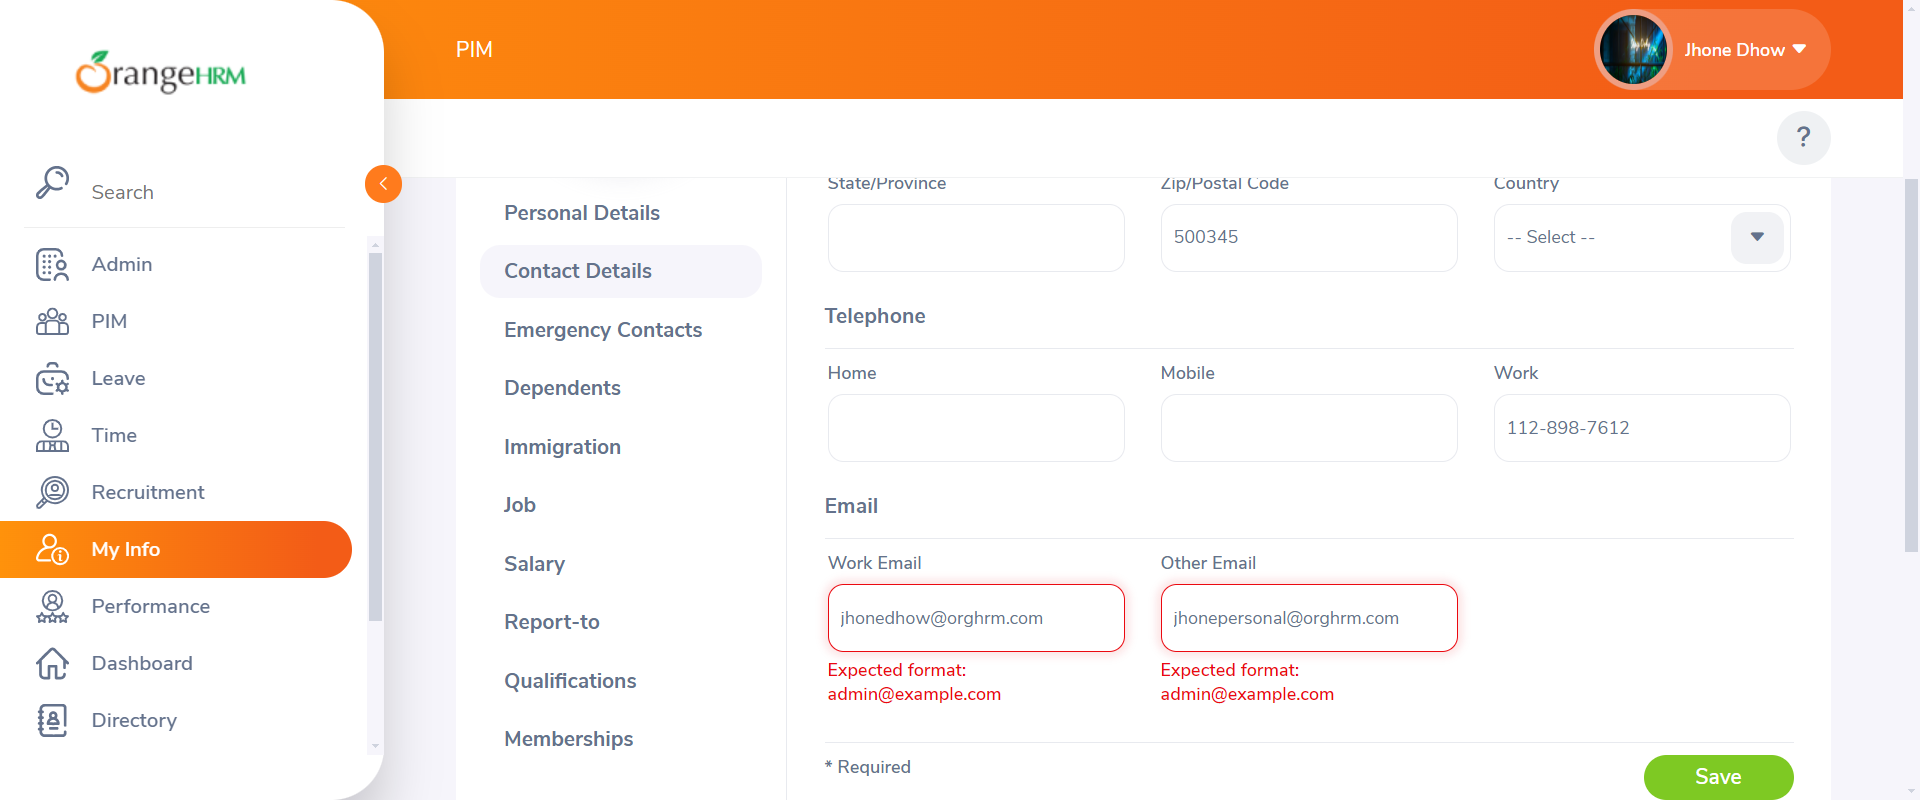 OrangeHRM
PIM
Jhone Dhow
?
Search
Admin
PIM
Leave
Time
Recruitment
My Info
Performance
Dashboard
Directory
Personal Details
Contact Details
Emergency Contacts
Dependents
Immigration
Job
Salary
Report-to
Qualifications
Memberships
State/Province
Zip/Postal Code
Country
500345
-- Select --
Telephone
Home
Mobile
Work
112-898-7612
Email
Work Email
Other Email
jhonedhow@orghrm.com
jhonepersonal@orghrm.com
Expected format:
admin@example.com
Expected format:
admin@example.com
* Required
Save